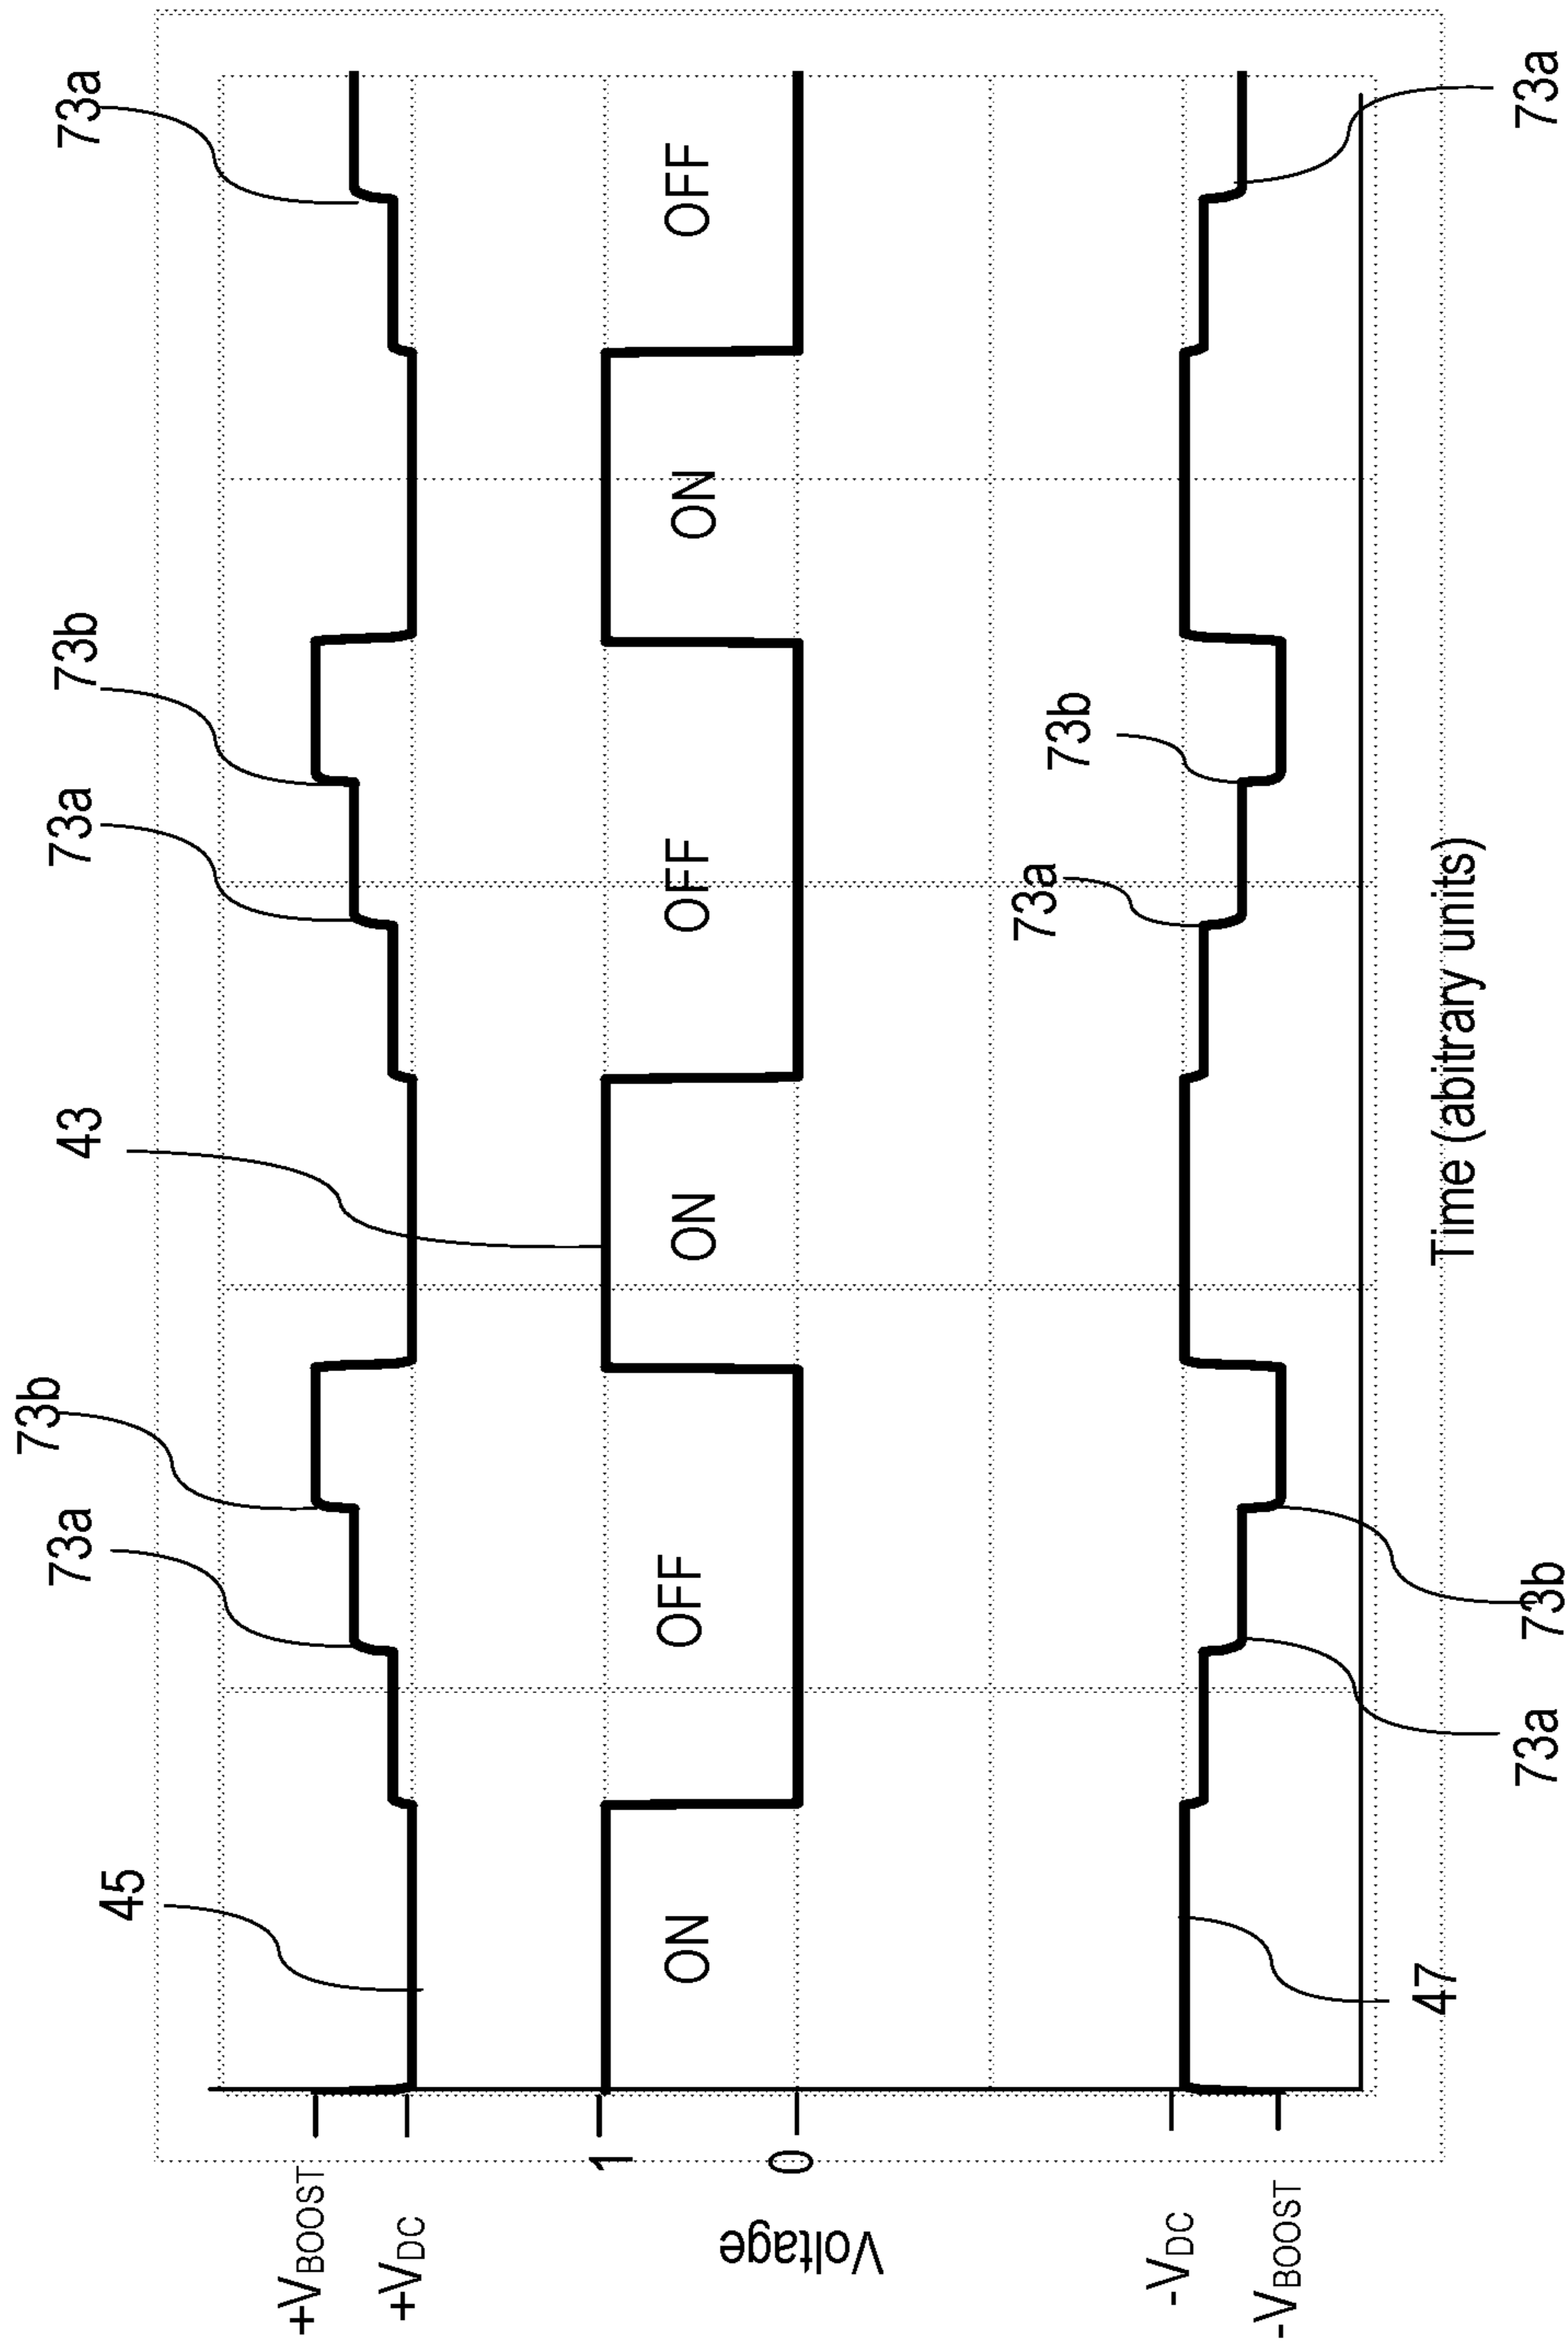 73a
73b
73a
43
73b
73a
45
+VBOOST
+VDC
1
0
Voltage
-VDC
-VBOOST
ON
OFF
ON
OFF
ON
OFF
73b
73a
47
73a
73b
73a
Time (abitrary units)